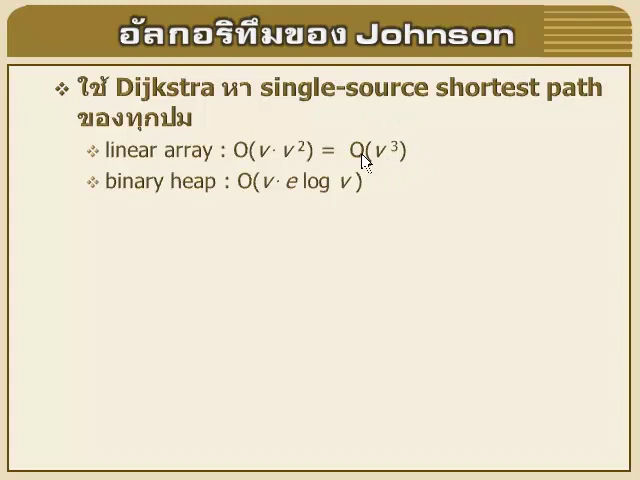 อัลกอริทึมของ Johnson
❖ ใช้ Dijkstra หา single-source shortest path
ของทุกปม
❖ linear array : O(v · v²) = O(v³)
❖ binary heap : O(v · e log v )